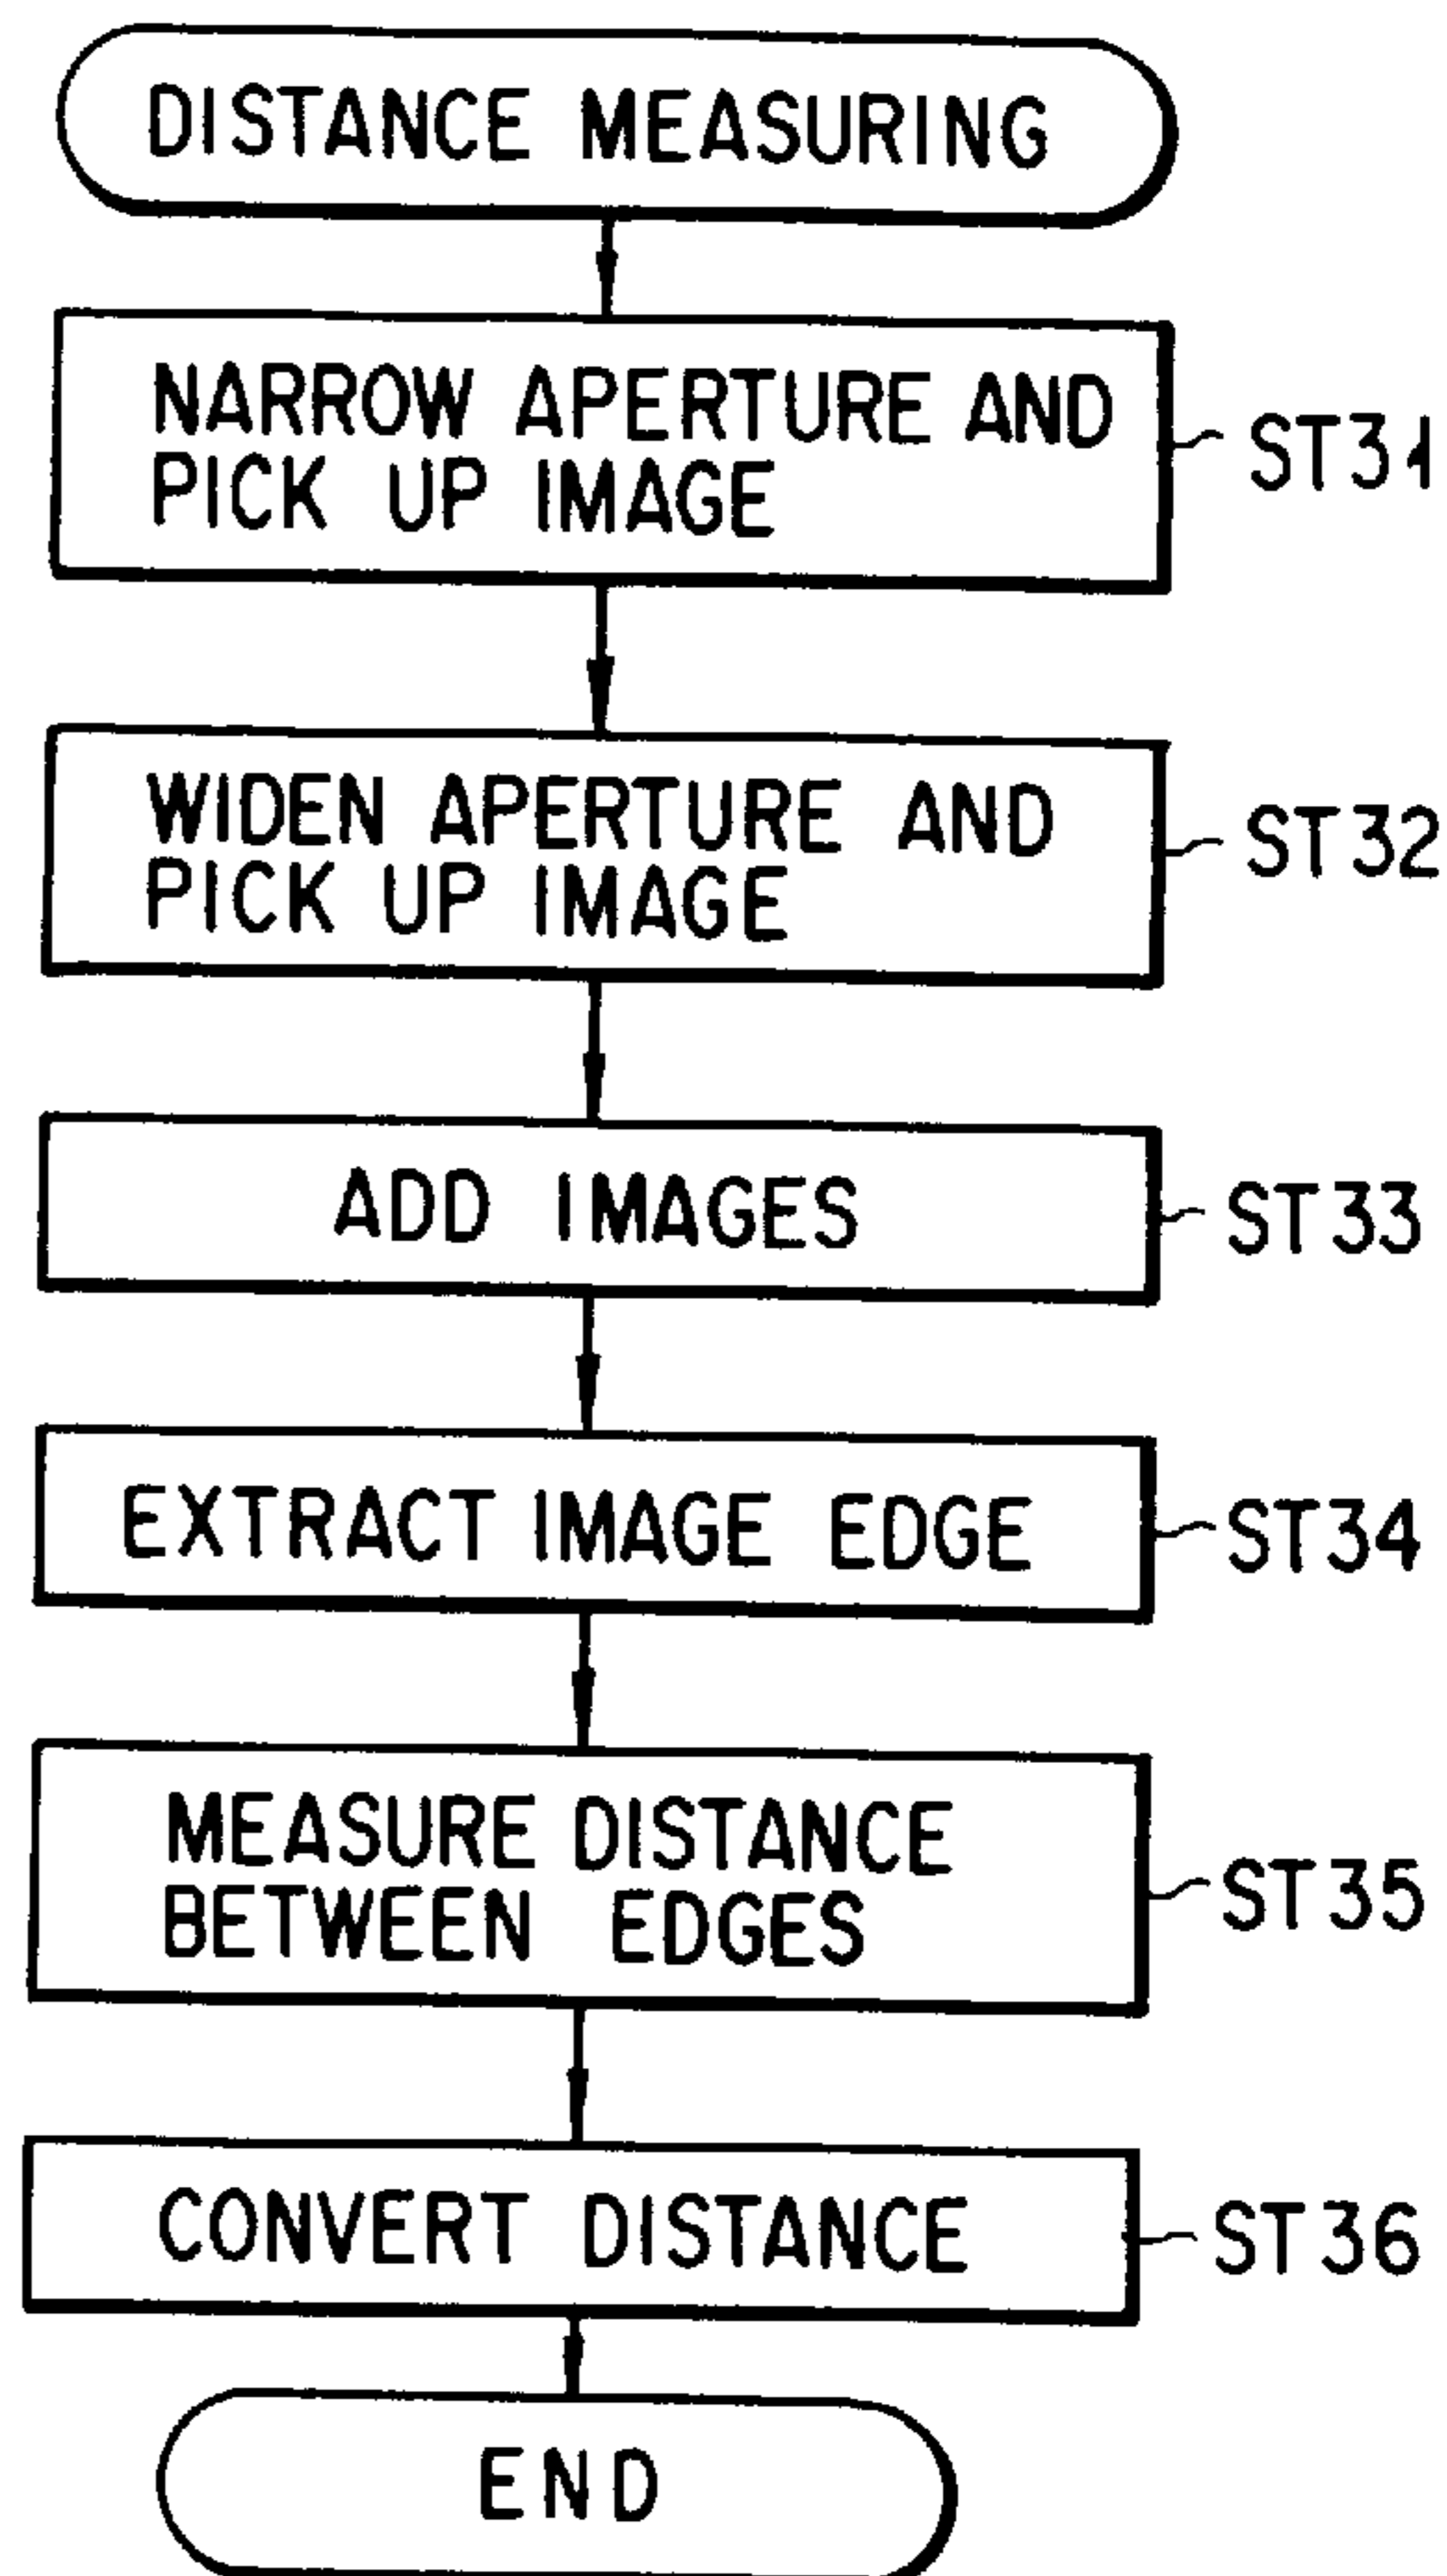 DISTANCE MEASURING
NARROW APERTURE AND
PICK UP IMAGE
ST31
WIDEN APERTURE AND
PICK UP IMAGE
ST32
ADD IMAGES
ST33
EXTRACT IMAGE EDGE
ST34
MEASURE DISTANCE
BETWEEN EDGES
ST35
CONVERT DISTANCE
ST36
END